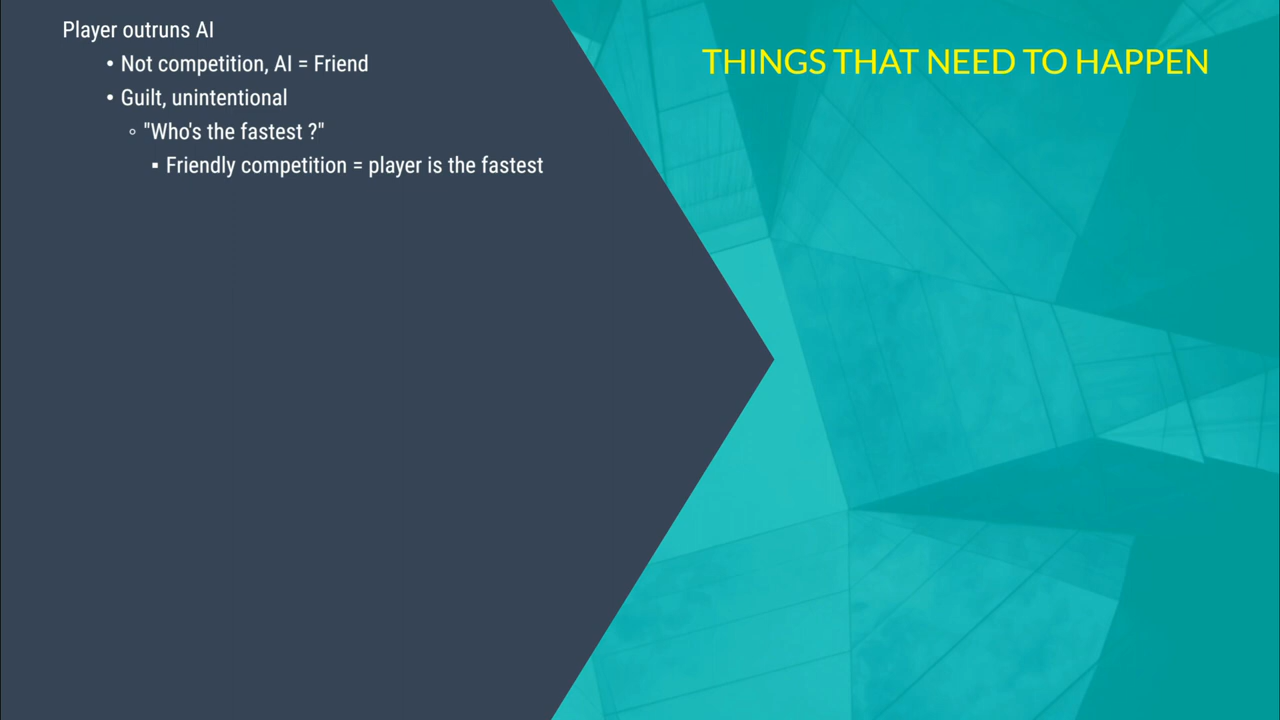 Player outruns AI
• Not competition, AI = Friend
• Guilt, unintentional
◦ "Who's the fastest ?"
▪ Friendly competition = player is the fastest
THINGS THAT NEED TO HAPPEN